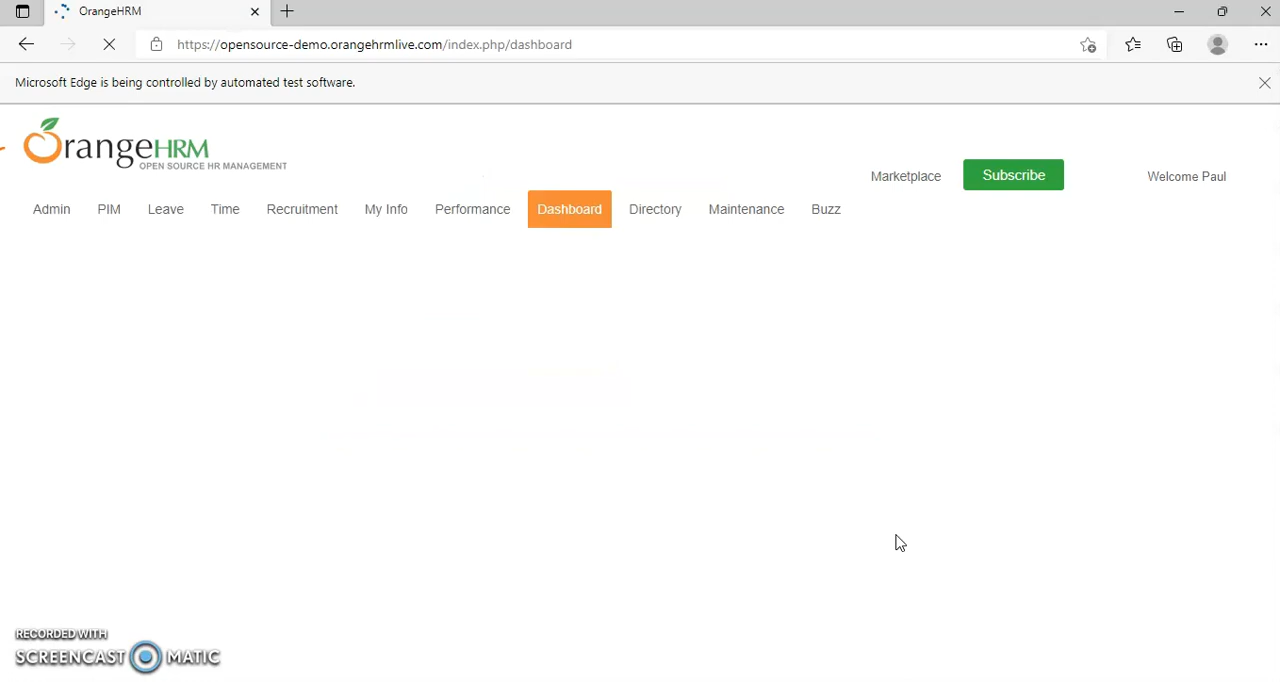 OrangeHRM
https://opensource-demo.orangehrmlive.com/index.php/dashboard
Microsoft Edge is being controlled by automated test software.
OrangeHRM
OPEN SOURCE HR MANAGEMENT
Marketplace Subscribe Welcome Paul
Admin PIM Leave Time Recruitment My Info Performance Dashboard Directory Maintenance Buzz
RECORDED WITH
SCREENCAST MATIC